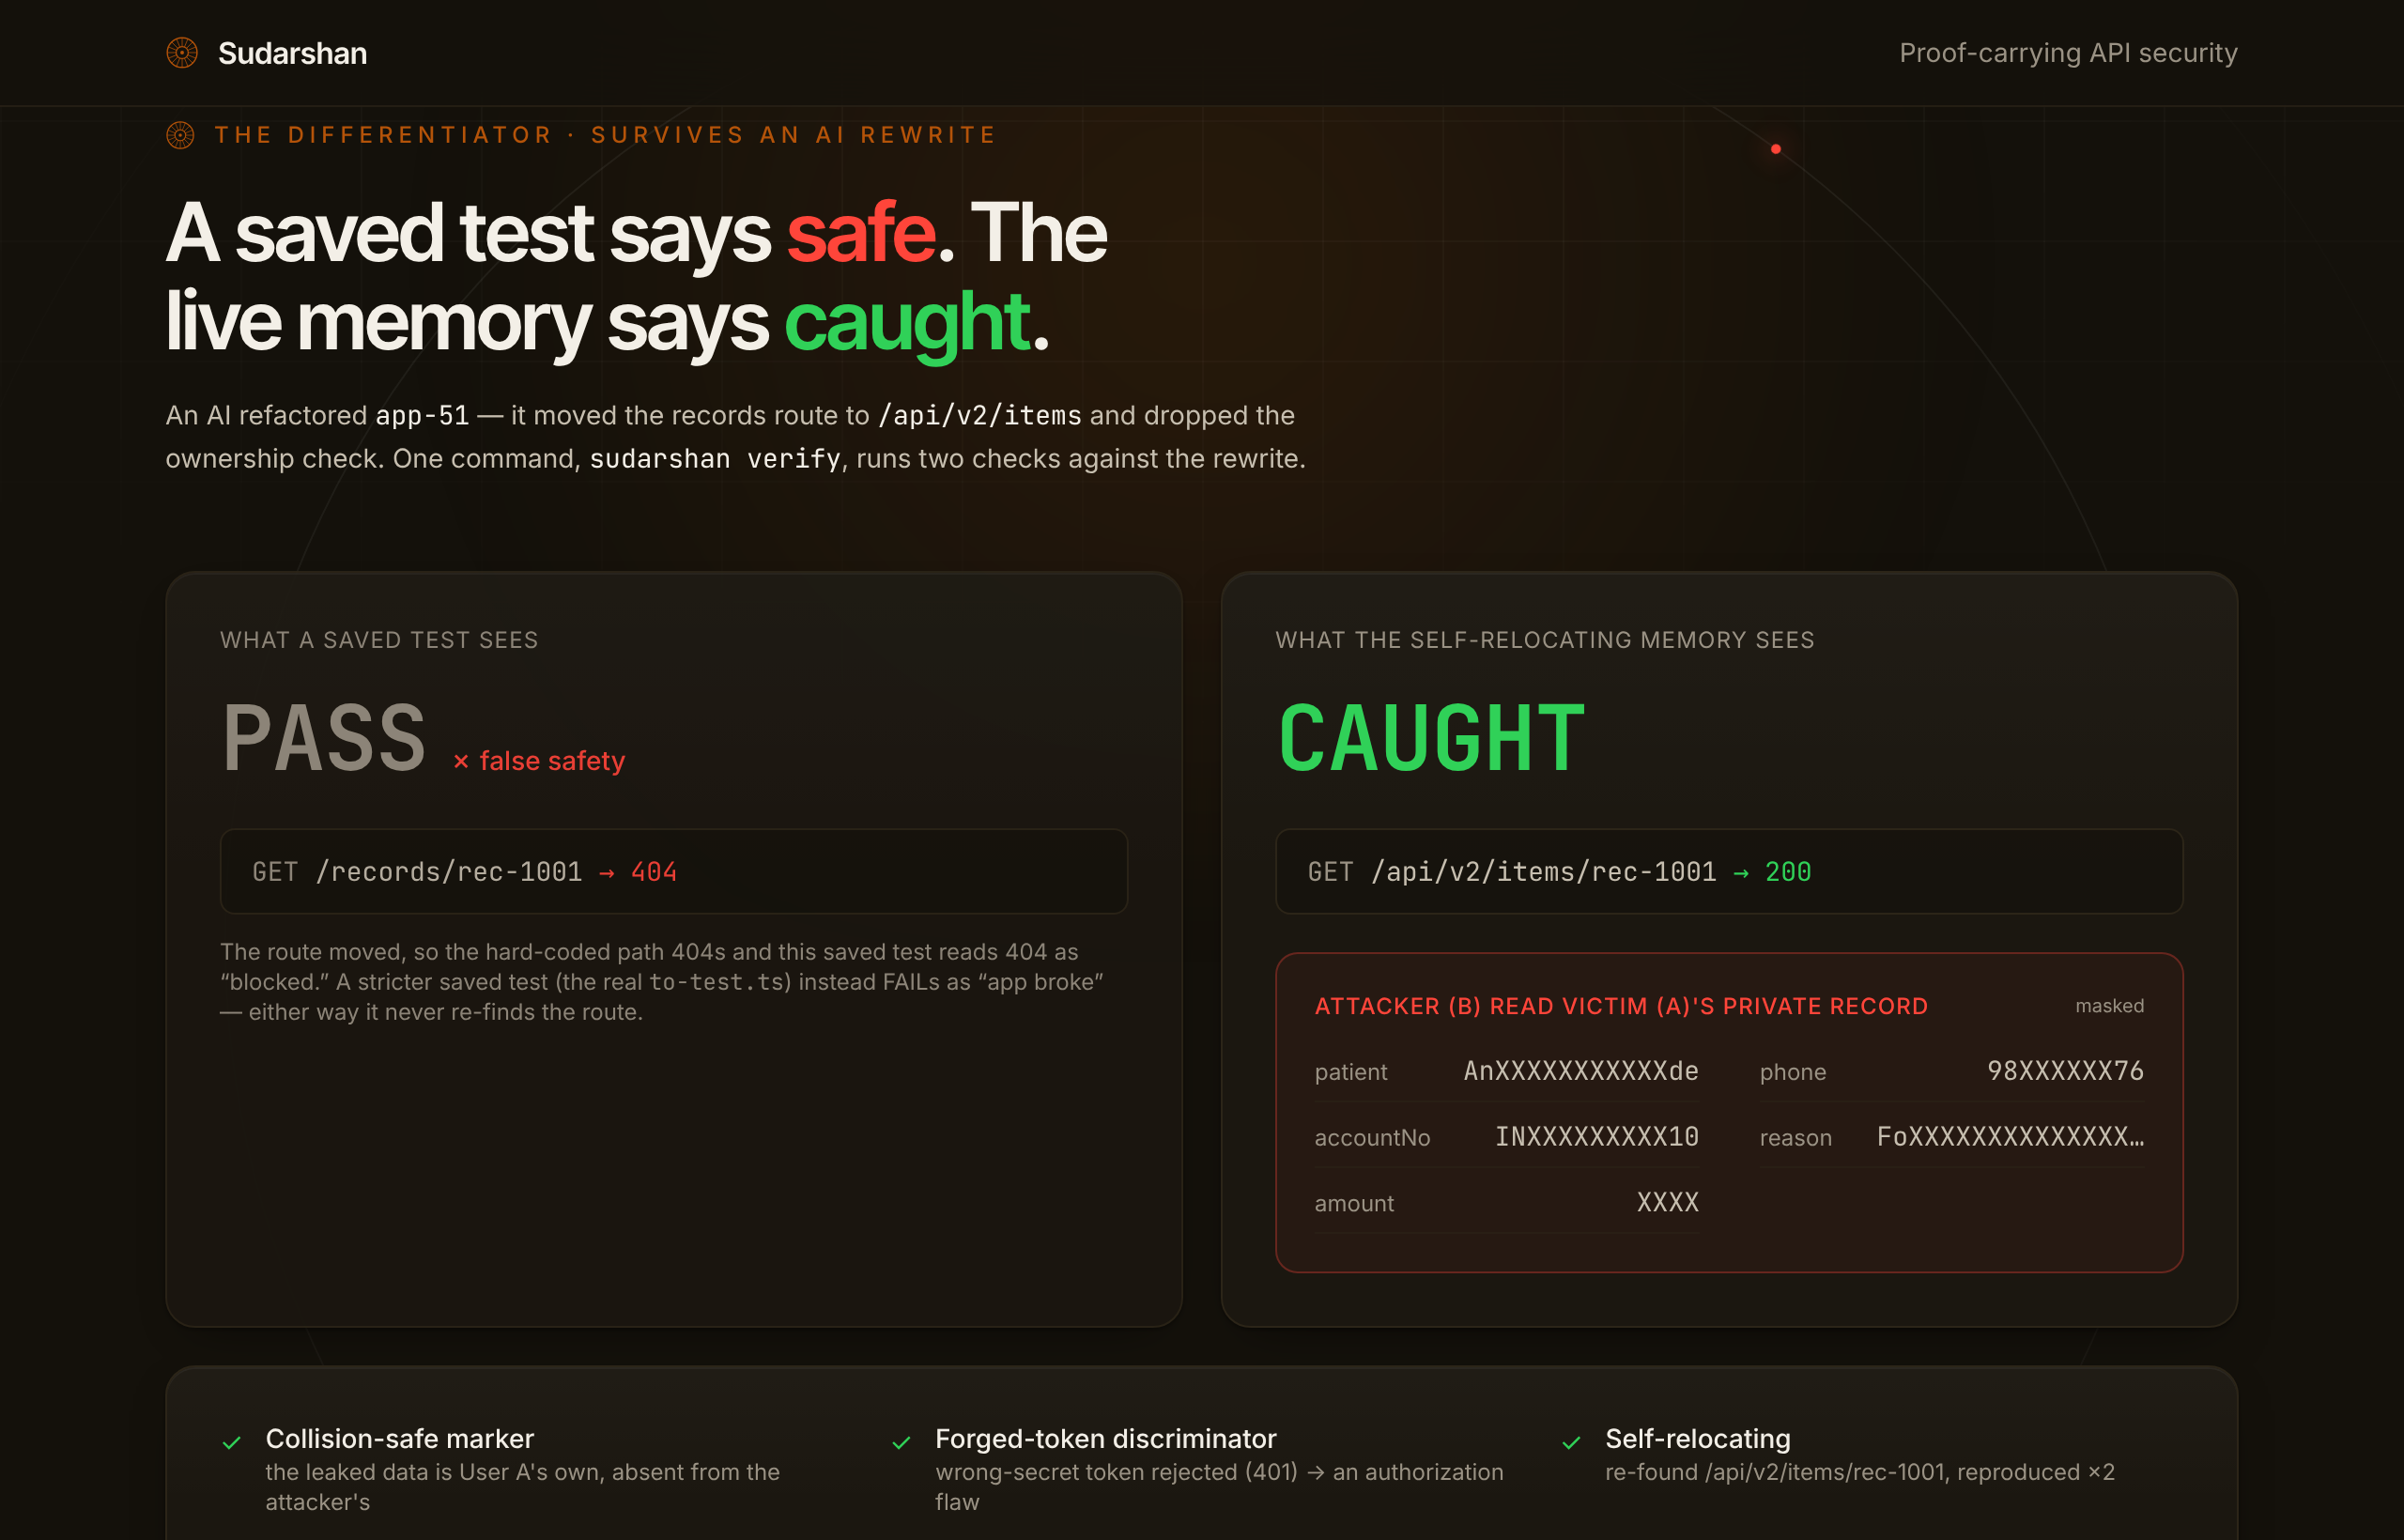 Sudarshan
Proof-carrying API security
THE DIFFERENTIATOR · SURVIVES AN AI REWRITE
A saved test says safe. The
live memory says caught.
An AI refactored app-51 — it moved the records route to /api/v2/items and dropped the
ownership check. One command, sudarshan verify, runs two checks against the rewrite.
WHAT A SAVED TEST SEES
PASS × false safety
GET /records/rec-1001 → 404
The route moved, so the hard-coded path 404s and this saved test reads 404 as
“blocked.” A stricter saved test (the real to-test.ts) instead FAILs as “app broke”
— either way it never re-finds the route.
WHAT THE SELF-RELOCATING MEMORY SEES
CAUGHT
GET /api/v2/items/rec-1001 → 200
ATTACKER (B) READ VICTIM (A)'S PRIVATE RECORD
masked
patient AnXXXXXXXXXXXde
phone 98XXXXXX76
accountNo INXXXXXXXXX10
reason FoXXXXXXXXXXXXXX…
amount XXXX
✓ Collision-safe marker
the leaked data is User A's own, absent from the
attacker's
✓ Forged-token discriminator
wrong-secret token rejected (401) → an authorization
flaw
✓ Self-relocating
re-found /api/v2/items/rec-1001, reproduced ×2